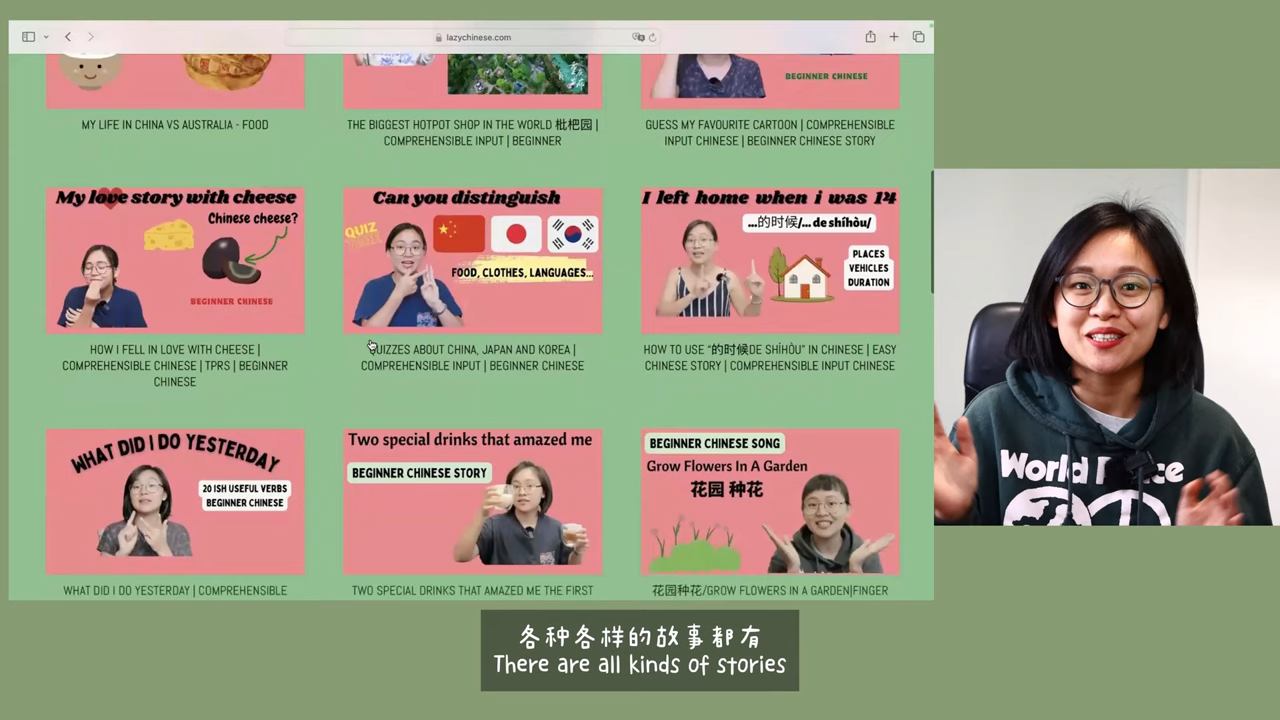 lazychinese.com
BEGINNER CHINESE
MY LIFE IN CHINA VS AUSTRALIA - FOOD
THE BIGGEST HOTPOT SHOP IN THE WORLD 枇杷园 |
COMPREHENSIBLE INPUT | BEGINNER
GUESS MY FAVOURITE CARTOON | COMPREHENSIBLE
INPUT CHINESE | BEGINNER CHINESE STORY
My love story with cheese
Chinese cheese?
BEGINNER CHINESE
Can you distinguish
QUIZ
FOOD, CLOTHES, LANGUAGES...
I left home when i was 14
...的时候/... de shíhòu/
PLACES
VEHICLES
DURATION
HOW I FELL IN LOVE WITH CHEESE |
COMPREHENSIBLE CHINESE | TPRS | BEGINNER
CHINESE
QUIZZES ABOUT CHINA, JAPAN AND KOREA |
COMPREHENSIBLE INPUT | BEGINNER CHINESE
HOW TO USE “的时候DE SHÍHÒU” IN CHINESE | EASY
CHINESE STORY | COMPREHENSIBLE INPUT CHINESE
WHAT DID I DO YESTERDAY
20 ISH USEFUL VERBS
BEGINNER CHINESE
Two special drinks that amazed me
BEGINNER CHINESE STORY
BEGINNER CHINESE SONG
Grow Flowers In A Garden
花园 种花
WHAT DID I DO YESTERDAY | COMPREHENSIBLE
TWO SPECIAL DRINKS THAT AMAZED ME THE FIRST
花园种花/GROW FLOWERS IN A GARDEN|FINGER
World
各种各样的故事都有
There are all kinds of stories